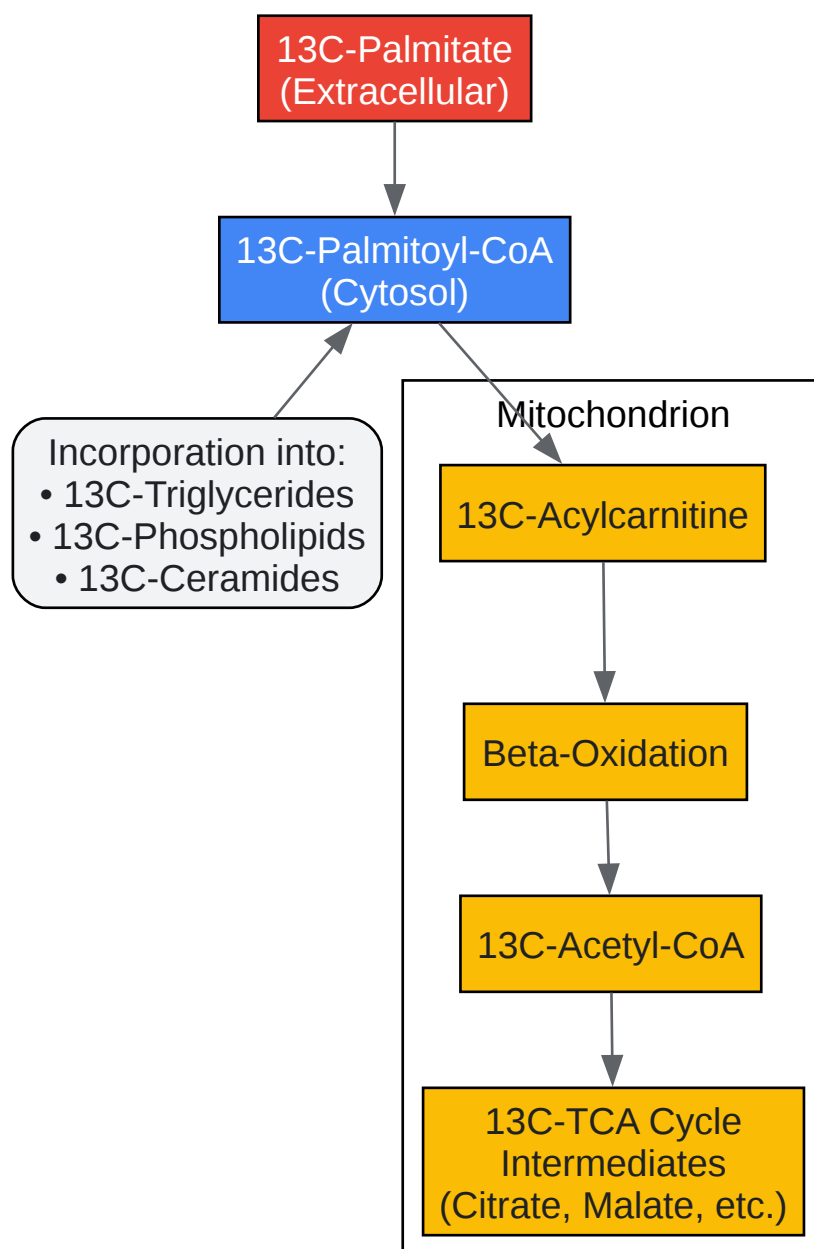 13C-Palmitate
(Extracellular)
13C-Palmitoyl-CoA
(Cytosol)
Incorporation into:
• 13C-Triglycerides
• 13C-Phospholipids
• 13C-Ceramides
Mitochondrion
13C-Acylcarnitine
Beta-Oxidation
13C-Acetyl-CoA
13C-TCA Cycle
Intermediates
(Citrate, Malate, etc.)